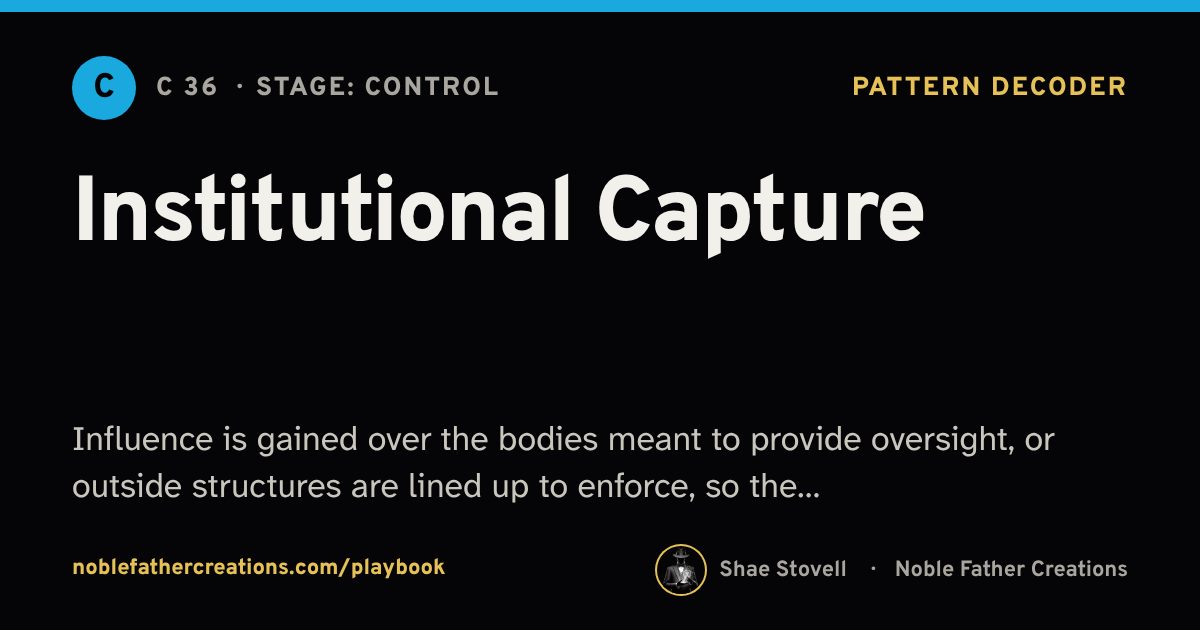 C
C 36 · STAGE: CONTROL
PATTERN DECODER
Institutional Capture
Influence is gained over the bodies meant to provide oversight, or
outside structures are lined up to enforce, so the...
noblefathercreations.com/playbook
Shae Stovell · Noble Father Creations